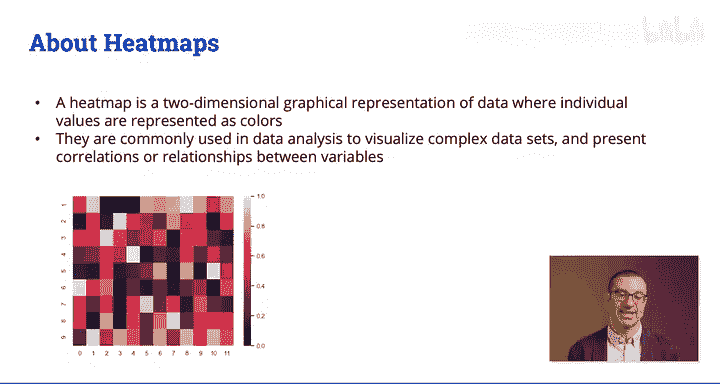 About Heatmaps
• A heatmap is a two-dimensional graphical representation of data where individual
values are represented as colors
• They are commonly used in data analysis to visualize complex data sets, and present
correlations or relationships between variables
1
2
3
4
5
6
7
8
9
0 1 2 3 4 5 6 7 8 9 10 11
1.0
0.8
0.6
0.4
0.2
0.0